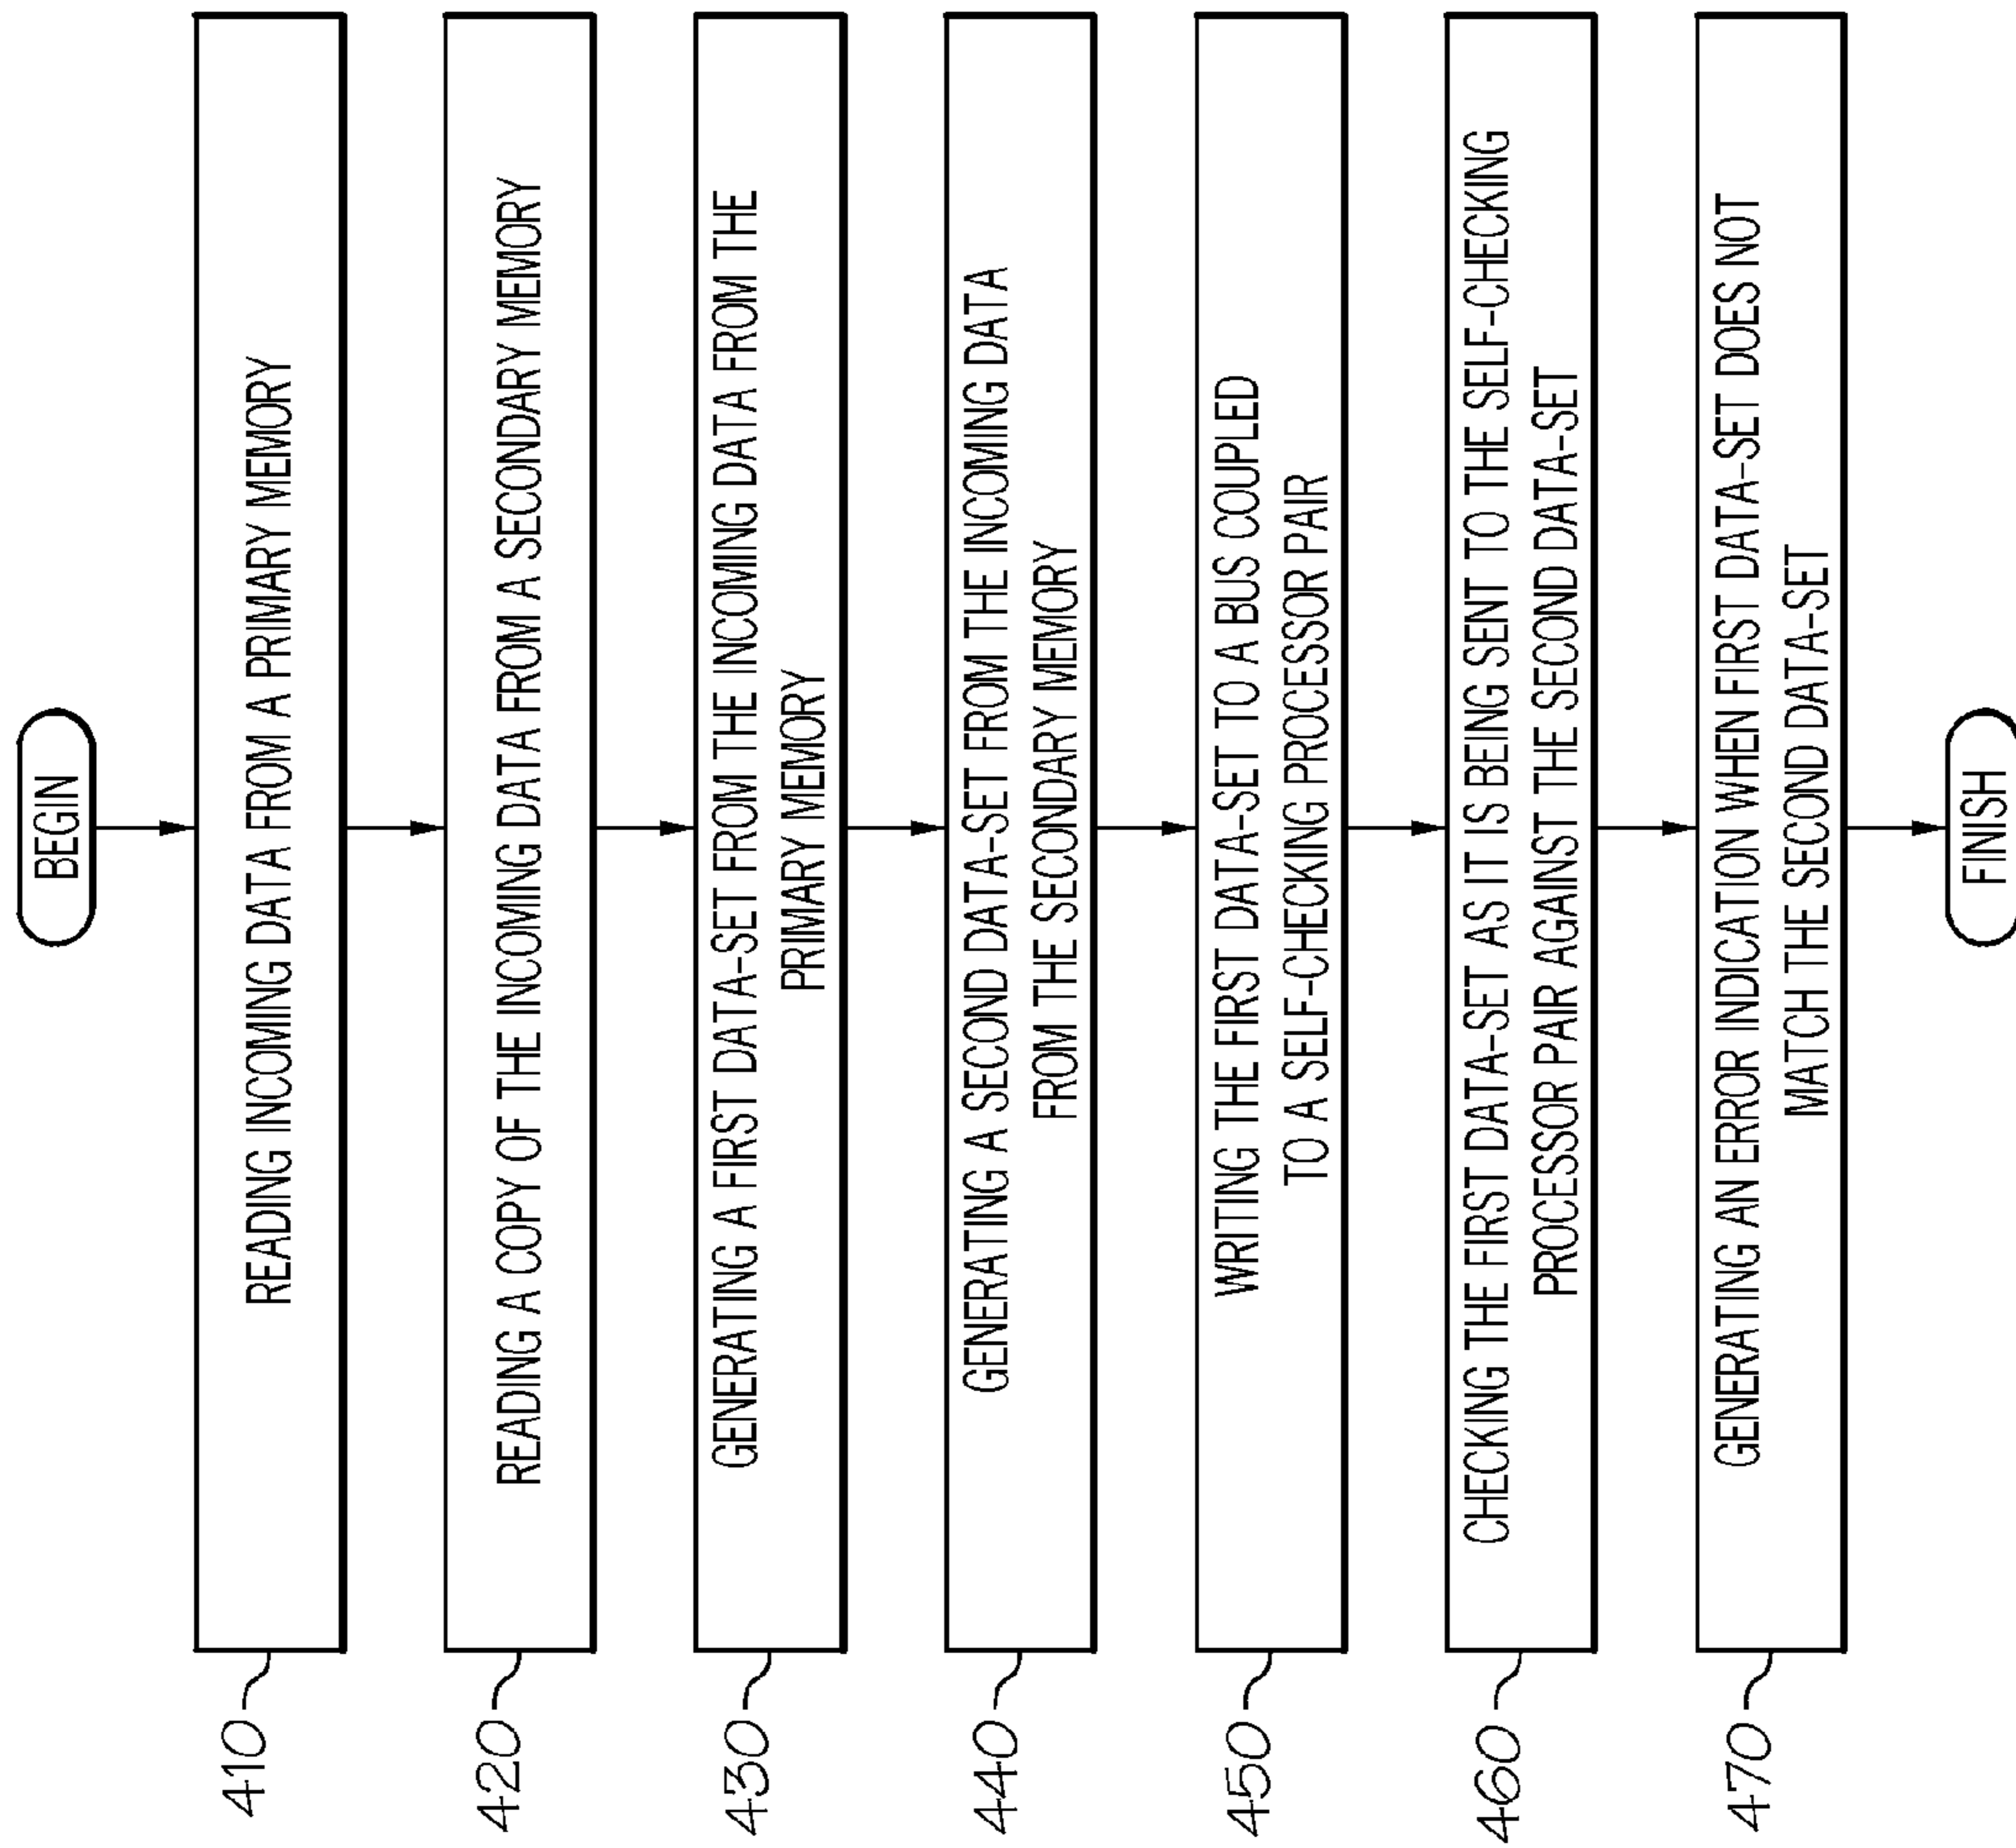 BEGIN
410
READING INCOMING DATA FROM A PRIMARY MEMORY
420
READING A COPY OF THE INCOMING DATA FROM A SECONDARY MEMORY
430
GENERATING A FIRST DATA-SET FROM THE INCOMING DATA FROM THE
PRIMARY MEMORY
440
GENERATING A SECOND DATA-SET FROM THE INCOMING DATA
FROM THE SECONDARY MEMORY
450
WRITING THE FIRST DATA-SET TO A BUS COUPLED
TO A SELF-CHECKING PROCESSOR PAIR
460
CHECKING THE FIRST DATA-SET AS IT IS BEING SENT TO THE SELF-CHECKING
PROCESSOR PAIR AGAINST THE SECOND DATA-SET
470
GENERATING AN ERROR INDICATION WHEN FIRST DATA-SET DOES NOT
MATCH THE SECOND DATA-SET
FINISH